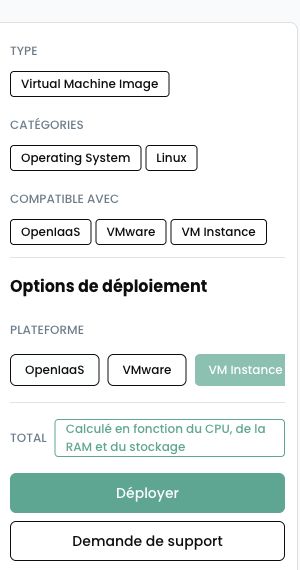 TYPE
Virtual Machine Image
CATÉGORIES
Operating System Linux
COMPATIBLE AVEC
OpenIaaS VMware VM Instance
Options de déploiement
PLATEFORME
OpenIaaS VMware VM Instance
TOTAL
Calculé en fonction du CPU, de la
RAM et du stockage
Déployer
Demande de support